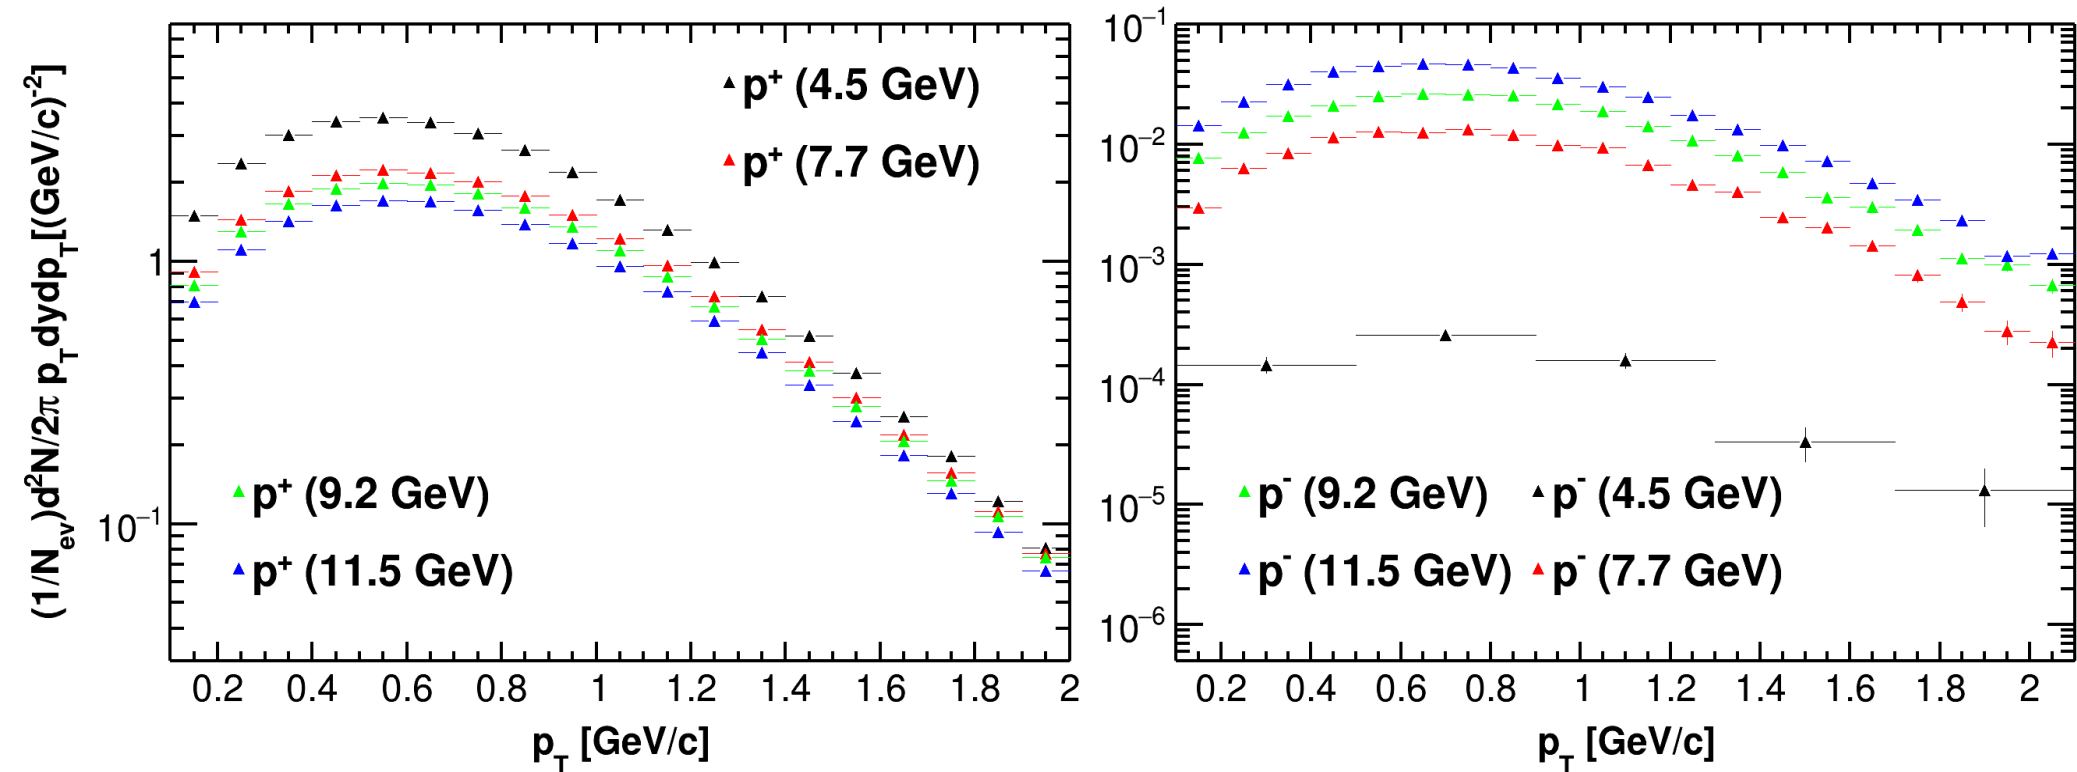 (1/N_ev)d²N/2π p_T dydp_T[(GeV/c)⁻²]
p⁺ (4.5 GeV)
p⁺ (7.7 GeV)
1
p⁺ (9.2 GeV)
10⁻¹
p⁺ (11.5 GeV)
0.2 0.4 0.6 0.8 1 1.2 1.4 1.6 1.8 2
p_T [GeV/c]
10⁻¹
10⁻²
10⁻³
10⁻⁴
p⁻ (9.2 GeV) p⁻ (4.5 GeV)
10⁻⁵
p⁻ (11.5 GeV) p⁻ (7.7 GeV)
10⁻⁶
0.2 0.4 0.6 0.8 1 1.2 1.4 1.6 1.8 2
p_T [GeV/c]